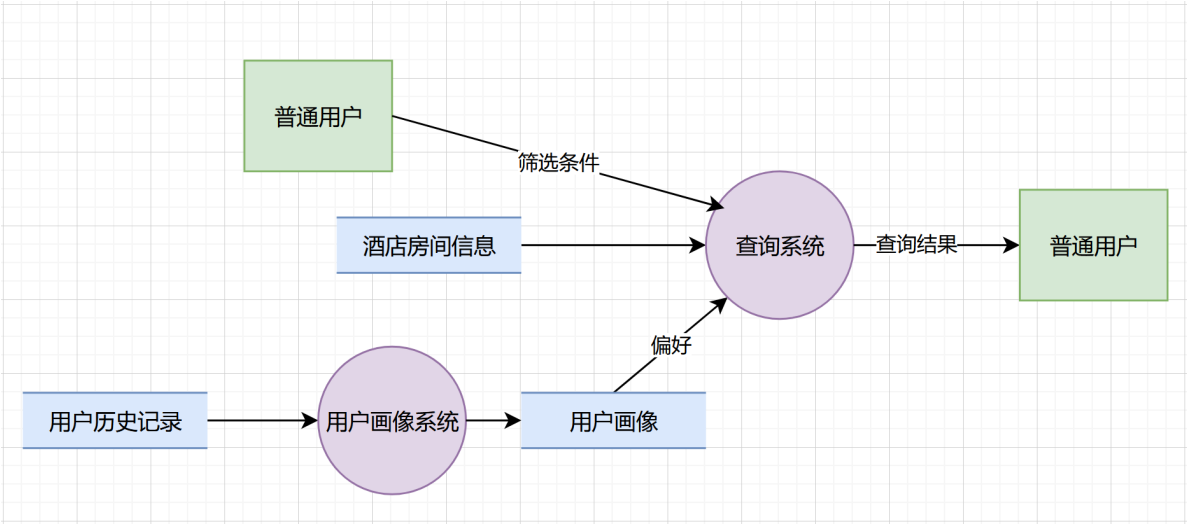 普通用户
筛选条件
酒店房间信息
查询系统
查询结果
普通用户
偏好
用户历史记录
用户画像系统
用户画像